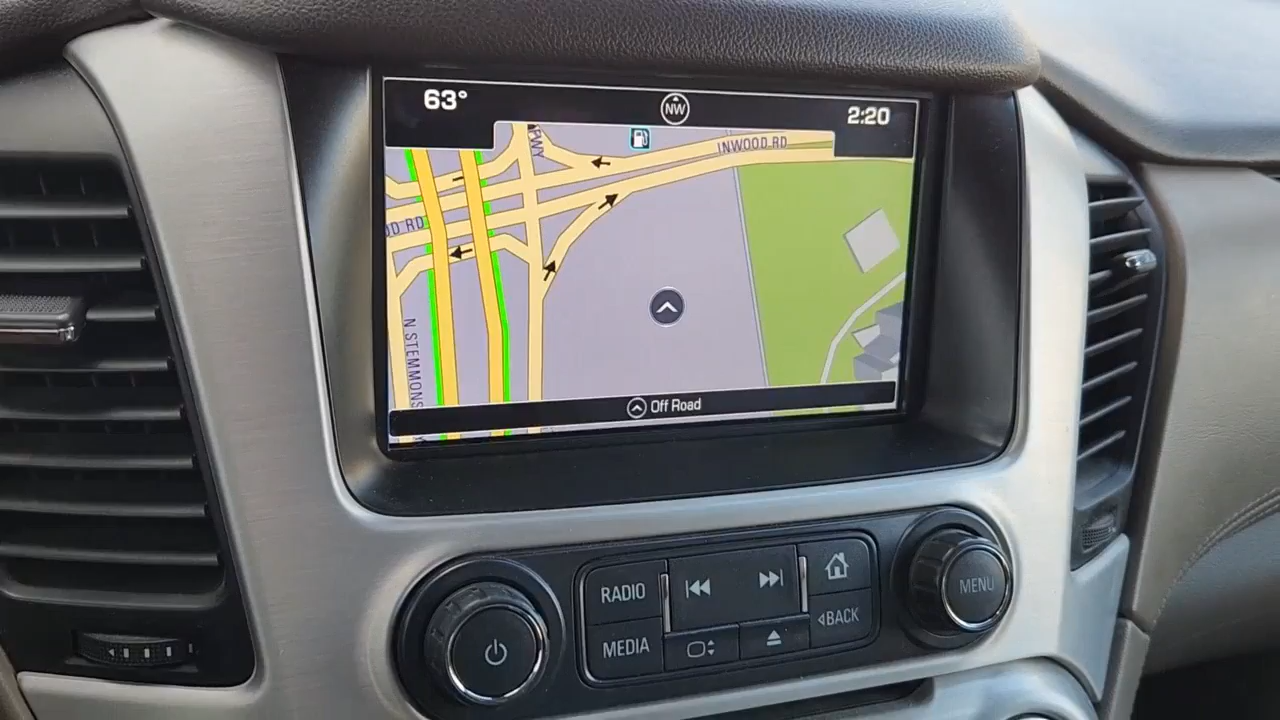 63°
NW
2:20
INWOOD RD
RD
N STEMMONS
Off Road
RADIO
MEDIA
BACK
MENU